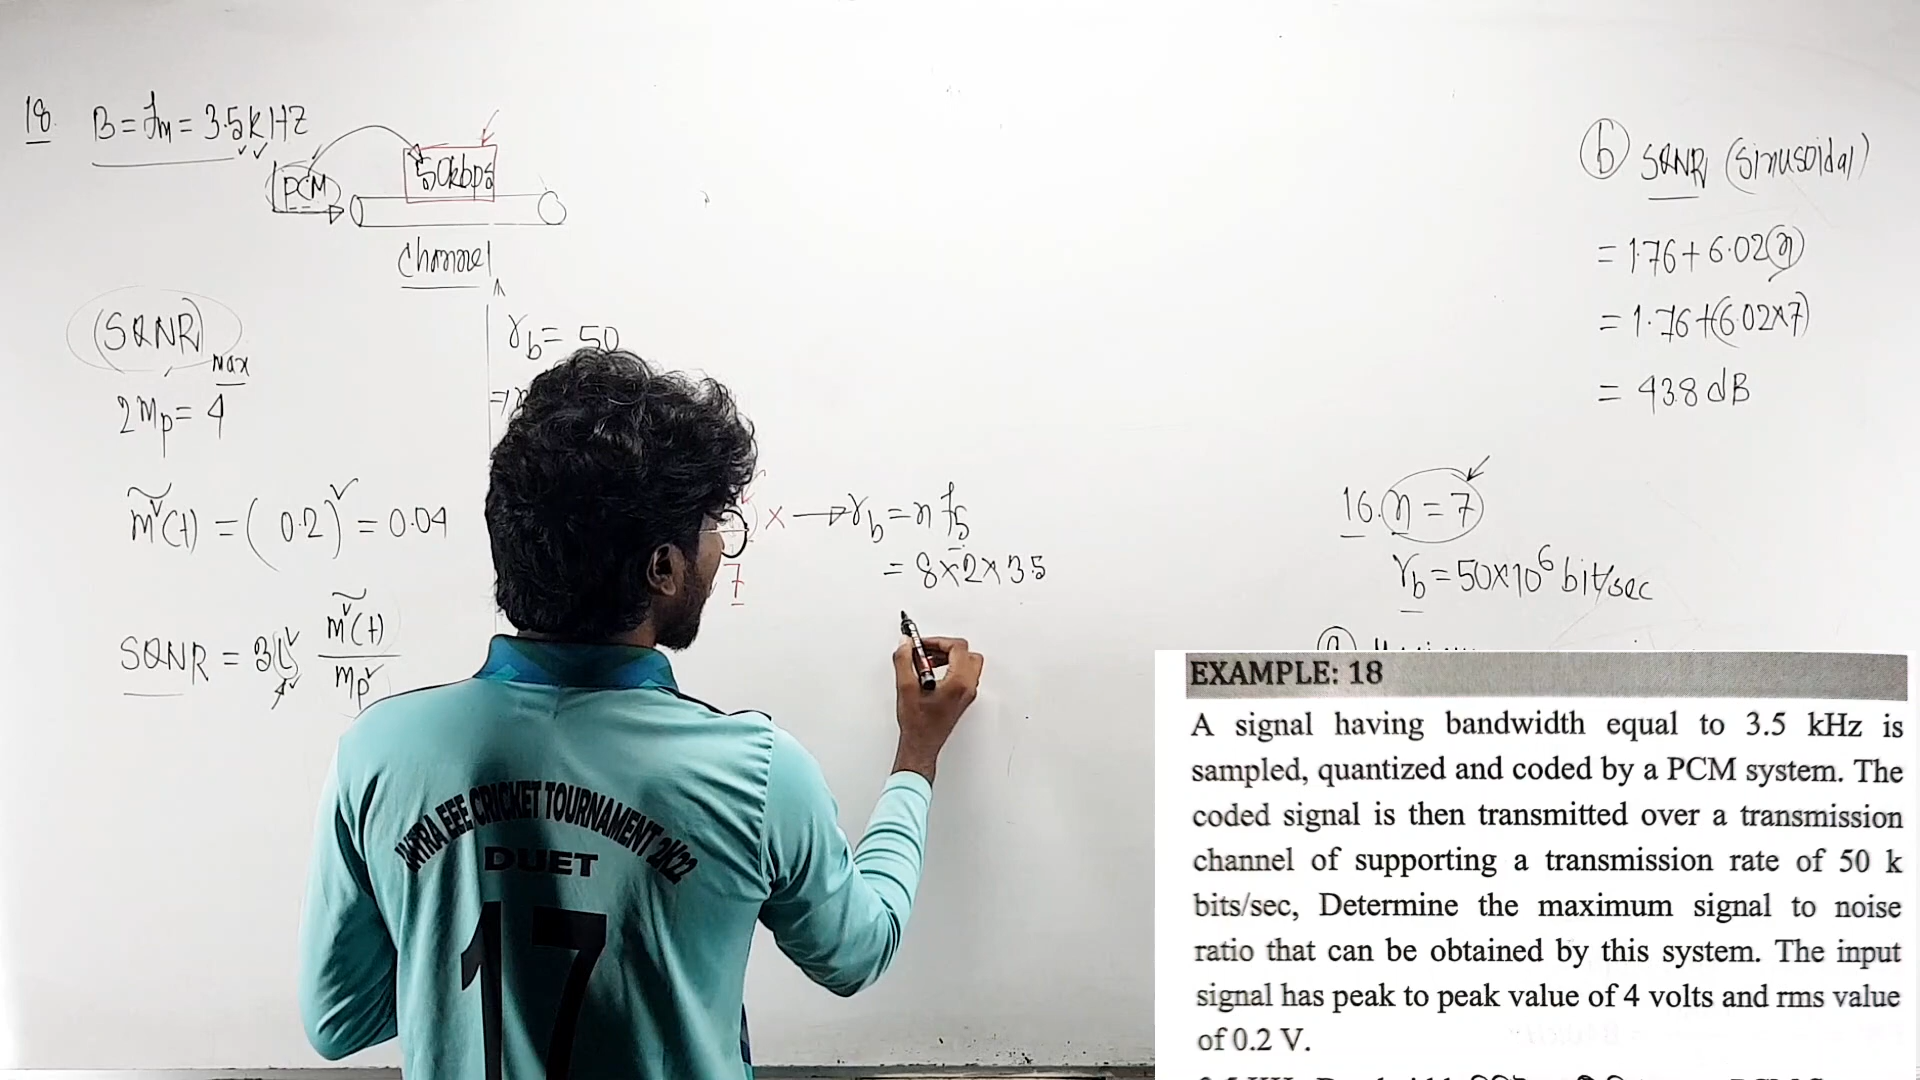 18. B = fm = 3.5kHZ
PCM
50kbps
Channel
(SQNR)max
2mp = 4
m²(t) = (0.2)² = 0.04
SQNR = 3L² m²(t) / mp²
rb = 50
7
x → rb = n fs
= 8×2×3.5
b SQNR (Sinusoidal)
= 1.76 + 6.02(n)
= 1.76 + (6.02×7)
= 43.8 dB
16. n = 7
rb = 50×10⁶ bit/sec
EEE CRICKET TOURNAMENT 2K22
DUET
17
EXAMPLE: 18
A signal having bandwidth equal to 3.5 kHz is
sampled, quantized and coded by a PCM system. The
coded signal is then transmitted over a transmission
channel of supporting a transmission rate of 50 k
bits/sec, Determine the maximum signal to noise
ratio that can be obtained by this system. The input
signal has peak to peak value of 4 volts and rms value
of 0.2 V.